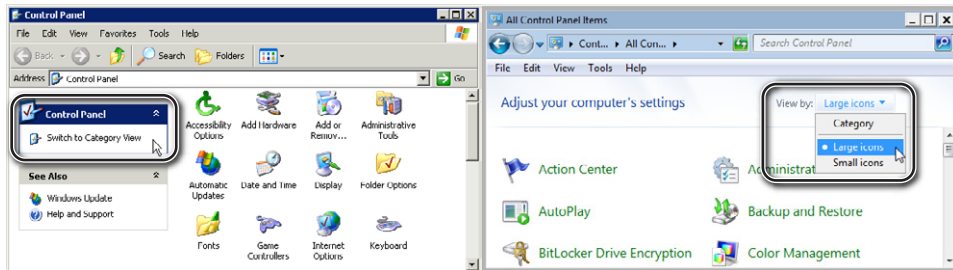 Control Panel
File Edit View Favorites Tools Help
Back Search Folders
Address Control Panel Go
Control Panel
Switch to Category View
See Also
Windows Update
Help and Support
Accessibility Options
Add Hardware
Add or Remov...
Administrative Tools
Automatic Updates
Date and Time
Display
Folder Options
Fonts
Game Controllers
Internet Options
Keyboard
All Control Panel Items
Cont... All Con...
Search Control Panel
File Edit View Tools Help
Adjust your computer's settings
View by: Large icons
Category
Large icons
Small icons
Action Center
Administrat
AutoPlay
Backup and Restore
BitLocker Drive Encryption
Color Management